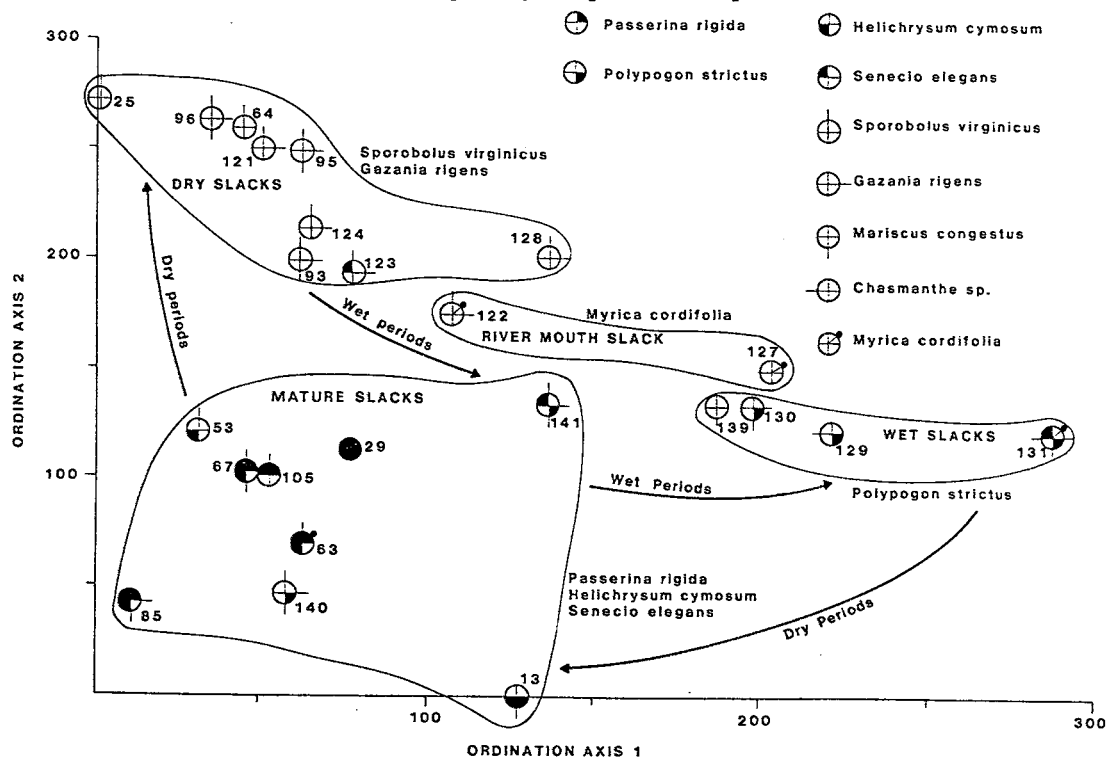 Passerina rigida
Polypogon strictus
Helichrysum cymosum
Senecio elegans
Sporobolus virginicus
Gazania rigens
Mariscus congestus
Chasmanthe sp.
Myrica cordifolia
300
200
100
ORDINATION AXIS 2
25
96
64
121
95
DRY SLACKS
Sporobolus virginicus
Gazania rigens
124
93
123
128
Dry periods
Wet periods
122
Myrica cordifolia
RIVER MOUTH SLACK
127
MATURE SLACKS
53
67
105
29
141
63
140
85
13
139
130
129
WET SLACKS
131
Polypogon strictus
Wet Periods
Passerina rigida
Helichrysum cymosum
Senecio elegans
Dry Periods
100
200
300
ORDINATION AXIS 1